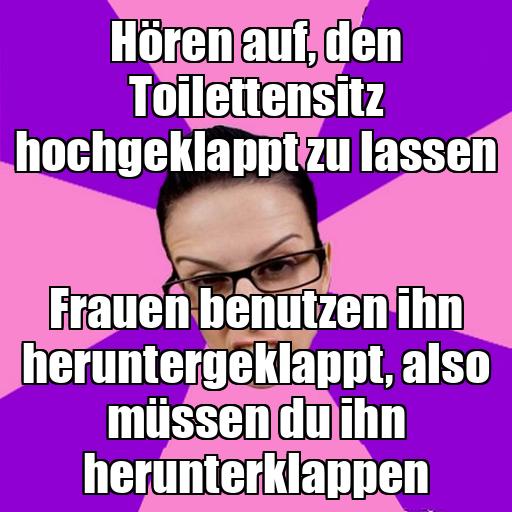 Hören auf, den
Toilettensitz
hochgeklappt zu lassen
Frauen benutzen ihn
heruntergeklappt, also
müssen du ihn
herunterklappen